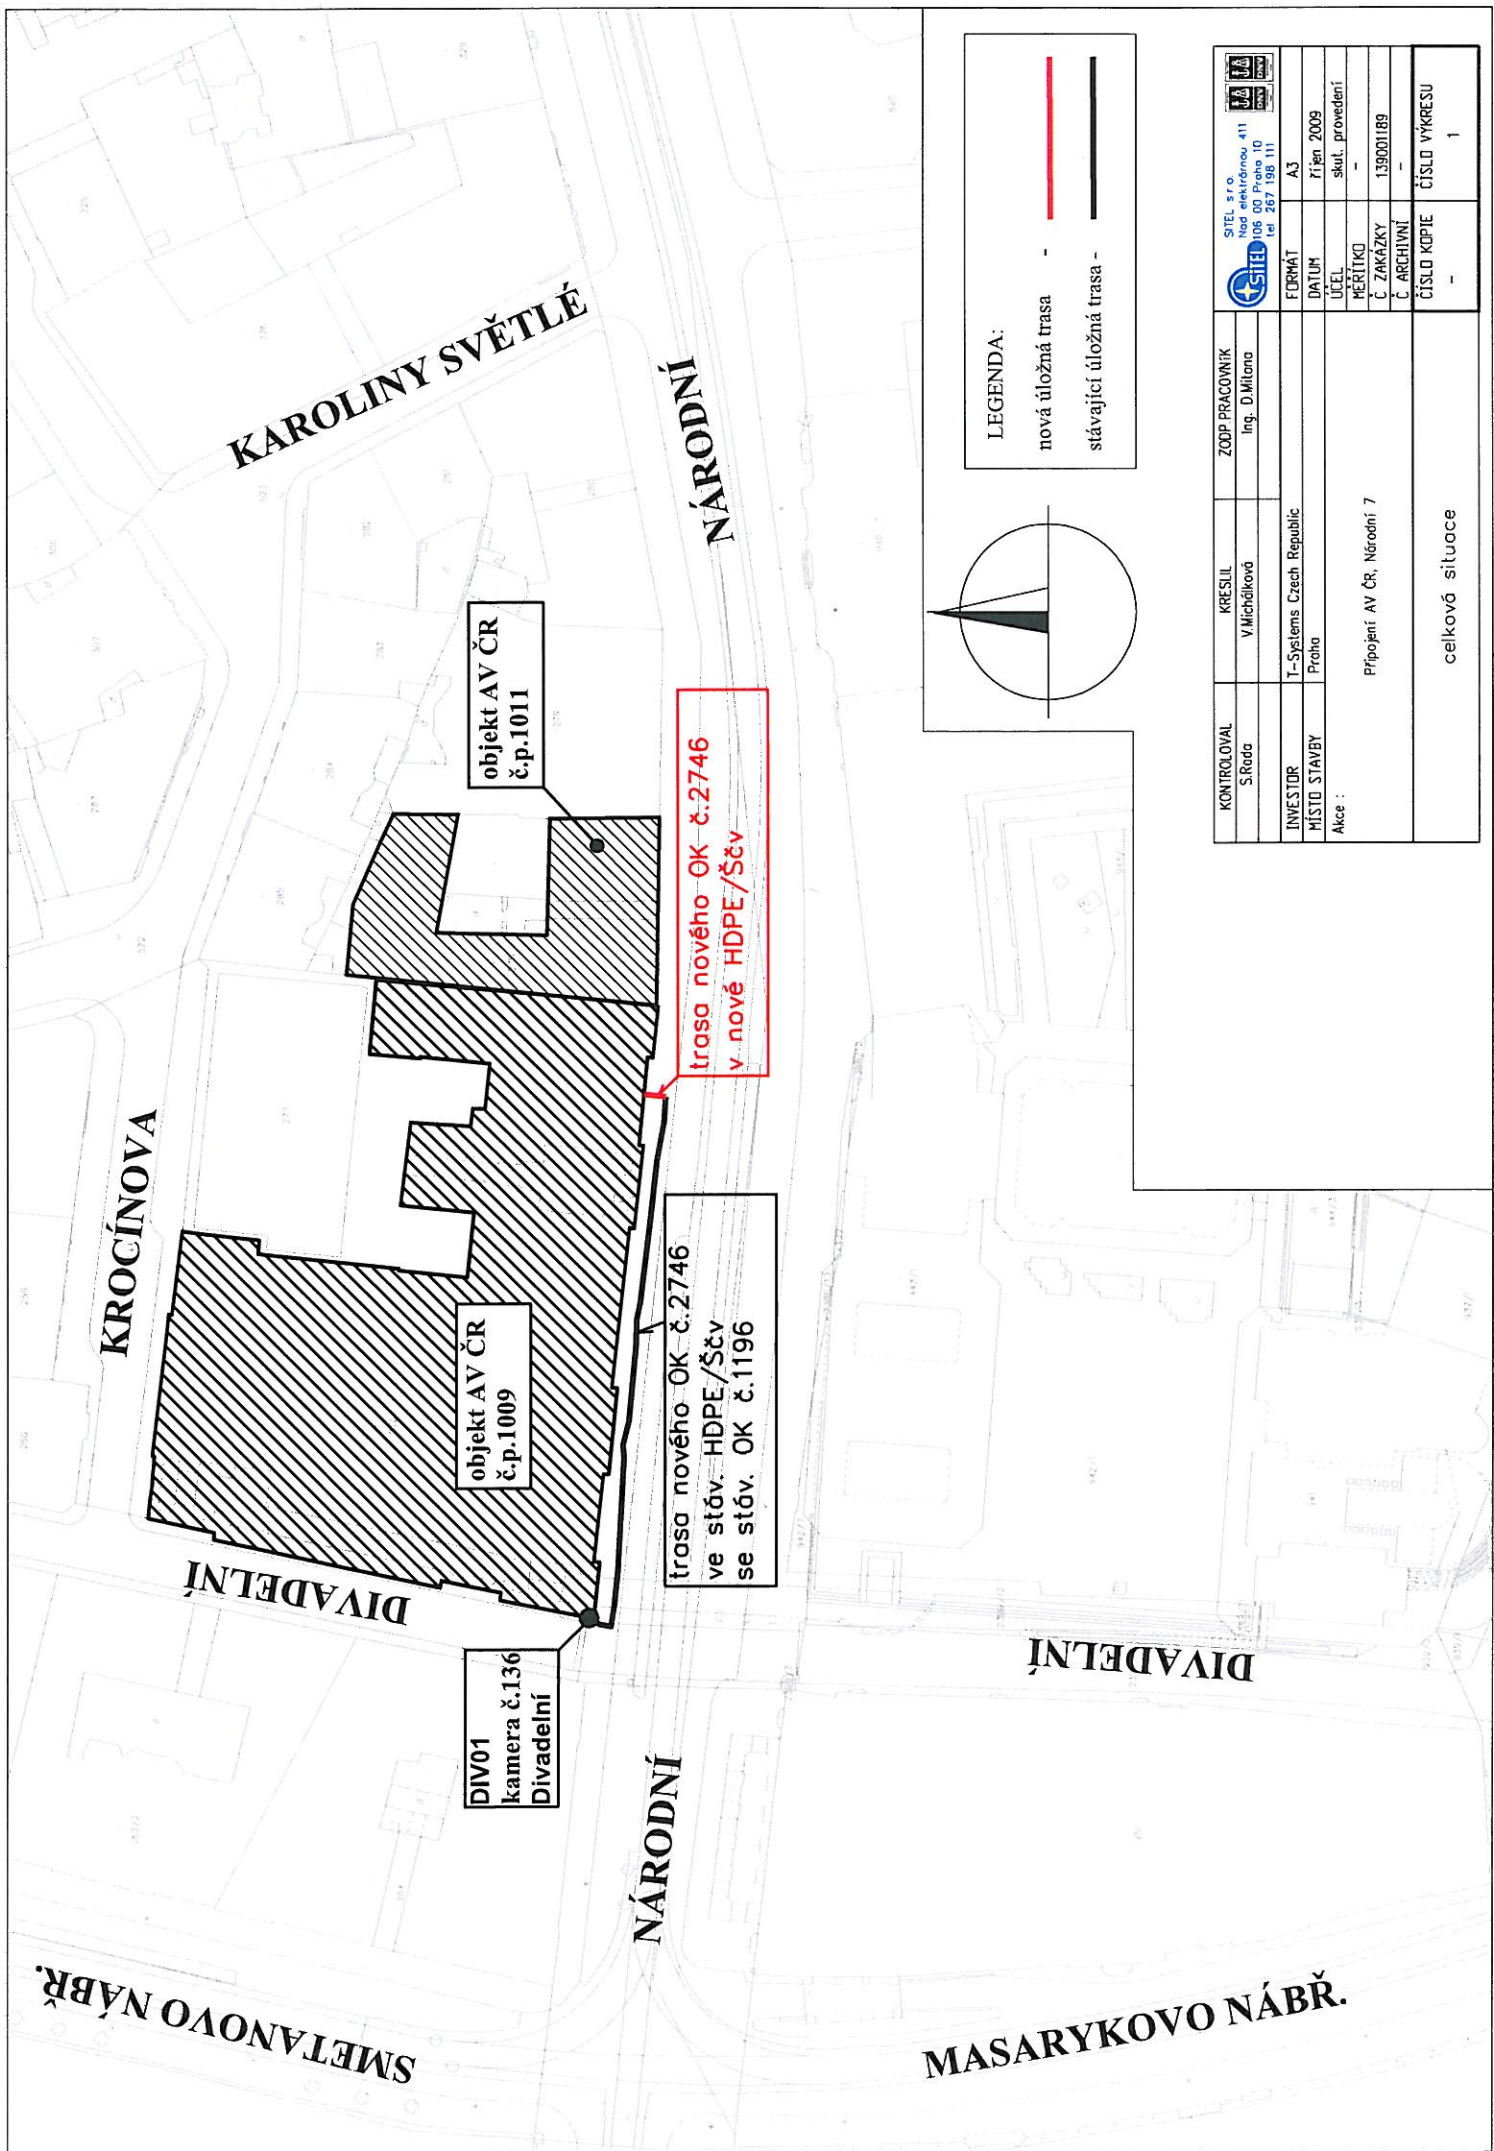 SMETANOVO NÁBŘ.
MASARYKOVO NÁBŘ.
NÁRODNÍ
DIVADELNÍ
DIVADELNÍ
KROCÍNOVA
KAROLINY SVĚTLÉ
NÁRODNÍ
DIV01
kamera č.136
Divadelní
objekt AV ČR
č.p.1009
objekt AV ČR
č.p.1011
trasa nového OK č.2746
ve stáv. HDPE/Ščv
se stáv. OK č.1196
trasa nového OK č.2746
v nové HDPE/Ščv
LEGENDA:
nová úložná trasa -
stávající úložná trasa -
KONTROLOVAL KRESLIL ZODP.PRACOVNÍK
S.Rada V.Michálková Ing. D.Milana
SITEL s r.o.
Nad elektrárnou 411
106 00 Praha 10
tel 267 198 111
SITEL
INVESTOR T-Systems Czech Republic
MÍSTO STAVBY Praha
Akce :
Připojení AV ČR, Národní 7
celková situace
FORMÁT A3
DATUM říjen 2009
ÚČEL skut. provedení
MĚŘÍTKO -
Č ZAKÁZKY 139001189
Č ARCHIVNÍ -
ČÍSLO KOPIE ČÍSLO VÝKRESU
- 1